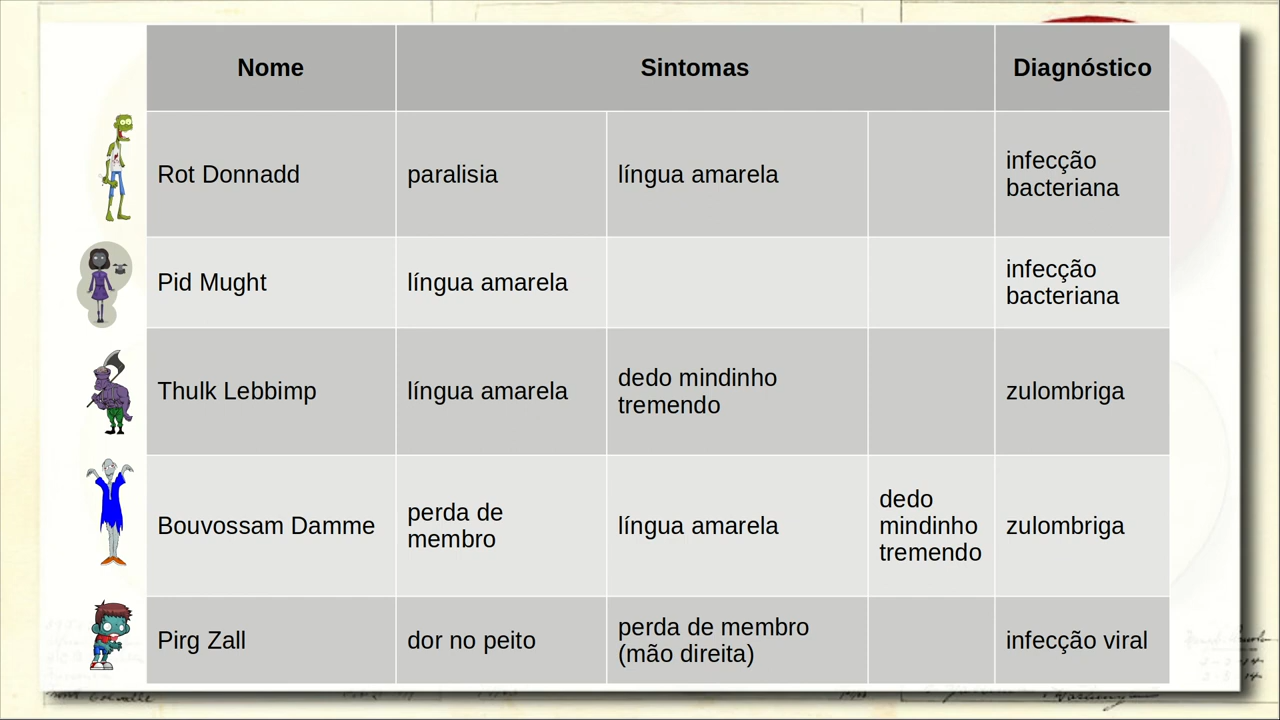 Nome Sintomas Diagnóstico
Rot Donnadd paralisia língua amarela infecção
bacteriana
Pid Mught língua amarela infecção
bacteriana
Thulk Lebbimp língua amarela dedo mindinho
tremendo zulombriga
Bouvossam Damme perda de
membro língua amarela dedo
mindinho
tremendo zulombriga
Pirg Zall dor no peito perda de membro
(mão direita) infecção viral